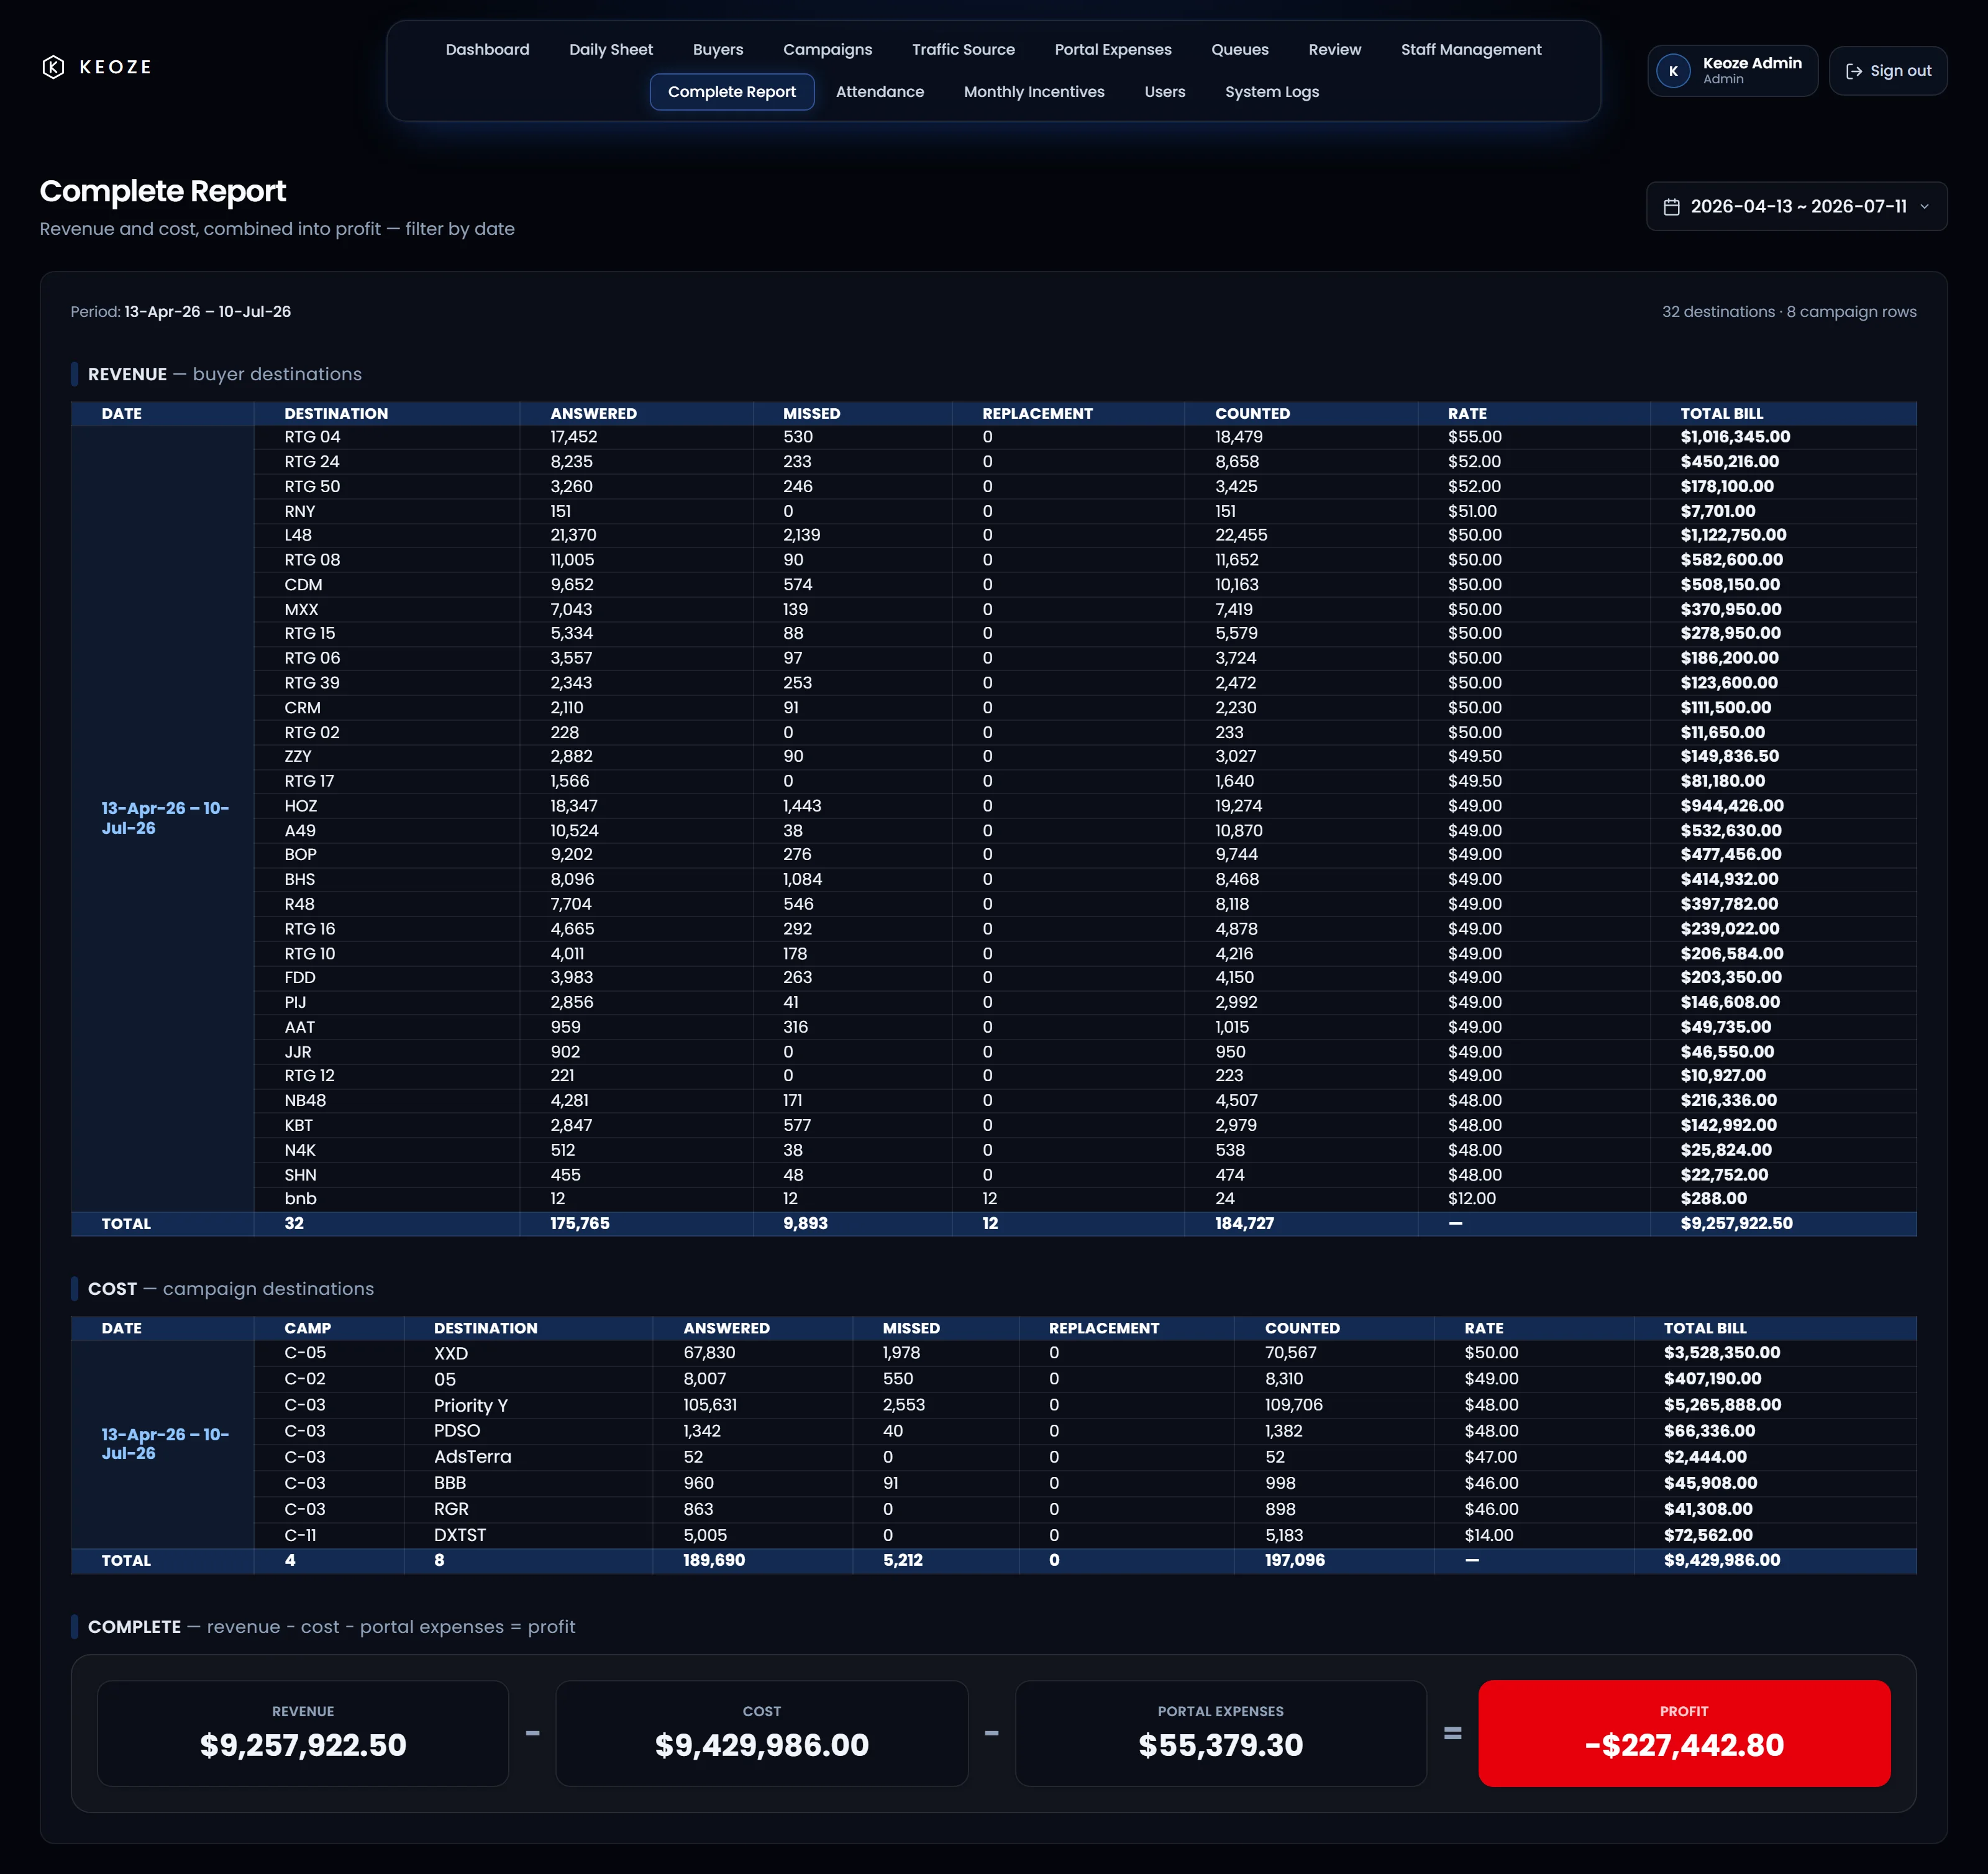 KEOZE
Dashboard Daily Sheet Buyers Campaigns Traffic Source Portal Expenses Queues Review Staff Management
Complete Report Attendance Monthly Incentives Users System Logs
K Keoze Admin
Admin
Sign out
Complete Report
Revenue and cost, combined into profit — filter by date
2026-04-13 ~ 2026-07-11
Period: 13-Apr-26 – 10-Jul-26
32 destinations · 8 campaign rows
REVENUE — buyer destinations
DATE DESTINATION ANSWERED MISSED REPLACEMENT COUNTED RATE TOTAL BILL
13-Apr-26 – 10-
Jul-26
RTG 04 17,452 530 0 18,479 $55.00 $1,016,345.00
RTG 24 8,235 233 0 8,658 $52.00 $450,216.00
RTG 50 3,260 246 0 3,425 $52.00 $178,100.00
RNY 151 0 0 151 $51.00 $7,701.00
L48 21,370 2,139 0 22,455 $50.00 $1,122,750.00
RTG 08 11,005 90 0 11,652 $50.00 $582,600.00
CDM 9,652 574 0 10,163 $50.00 $508,150.00
MXX 7,043 139 0 7,419 $50.00 $370,950.00
RTG 15 5,334 88 0 5,579 $50.00 $278,950.00
RTG 06 3,557 97 0 3,724 $50.00 $186,200.00
RTG 39 2,343 253 0 2,472 $50.00 $123,600.00
CRM 2,110 91 0 2,230 $50.00 $111,500.00
RTG 02 228 0 0 233 $50.00 $11,650.00
ZZY 2,882 90 0 3,027 $49.50 $149,836.50
RTG 17 1,566 0 0 1,640 $49.50 $81,180.00
HOZ 18,347 1,443 0 19,274 $49.00 $944,426.00
A49 10,524 38 0 10,870 $49.00 $532,630.00
BOP 9,202 276 0 9,744 $49.00 $477,456.00
BHS 8,096 1,084 0 8,468 $49.00 $414,932.00
R48 7,704 546 0 8,118 $49.00 $397,782.00
RTG 16 4,665 292 0 4,878 $49.00 $239,022.00
RTG 10 4,011 178 0 4,216 $49.00 $206,584.00
FDD 3,983 263 0 4,150 $49.00 $203,350.00
PIJ 2,856 41 0 2,992 $49.00 $146,608.00
AAT 959 316 0 1,015 $49.00 $49,735.00
JJR 902 0 0 950 $49.00 $46,550.00
RTG 12 221 0 0 223 $49.00 $10,927.00
NB48 4,281 171 0 4,507 $48.00 $216,336.00
KBT 2,847 577 0 2,979 $48.00 $142,992.00
N4K 512 38 0 538 $48.00 $25,824.00
SHN 455 48 0 474 $48.00 $22,752.00
bnb 12 12 12 24 $12.00 $288.00
TOTAL 32 175,765 9,893 12 184,727 — $9,257,922.50
COST — campaign destinations
DATE CAMP DESTINATION ANSWERED MISSED REPLACEMENT COUNTED RATE TOTAL BILL
13-Apr-26 – 10-
Jul-26
C-05 XXD 67,830 1,978 0 70,567 $50.00 $3,528,350.00
C-02 05 8,007 550 0 8,310 $49.00 $407,190.00
C-03 Priority Y 105,631 2,553 0 109,706 $48.00 $5,265,888.00
C-03 PDSO 1,342 40 0 1,382 $48.00 $66,336.00
C-03 AdsTerra 52 0 0 52 $47.00 $2,444.00
C-03 BBB 960 91 0 998 $46.00 $45,908.00
C-03 RGR 863 0 0 898 $46.00 $41,308.00
C-11 DXTST 5,005 0 0 5,183 $14.00 $72,562.00
TOTAL 4 8 189,690 5,212 0 197,096 — $9,429,986.00
COMPLETE — revenue - cost - portal expenses = profit
REVENUE
$9,257,922.50
-
COST
$9,429,986.00
-
PORTAL EXPENSES
$55,379.30
=
PROFIT
-$227,442.80